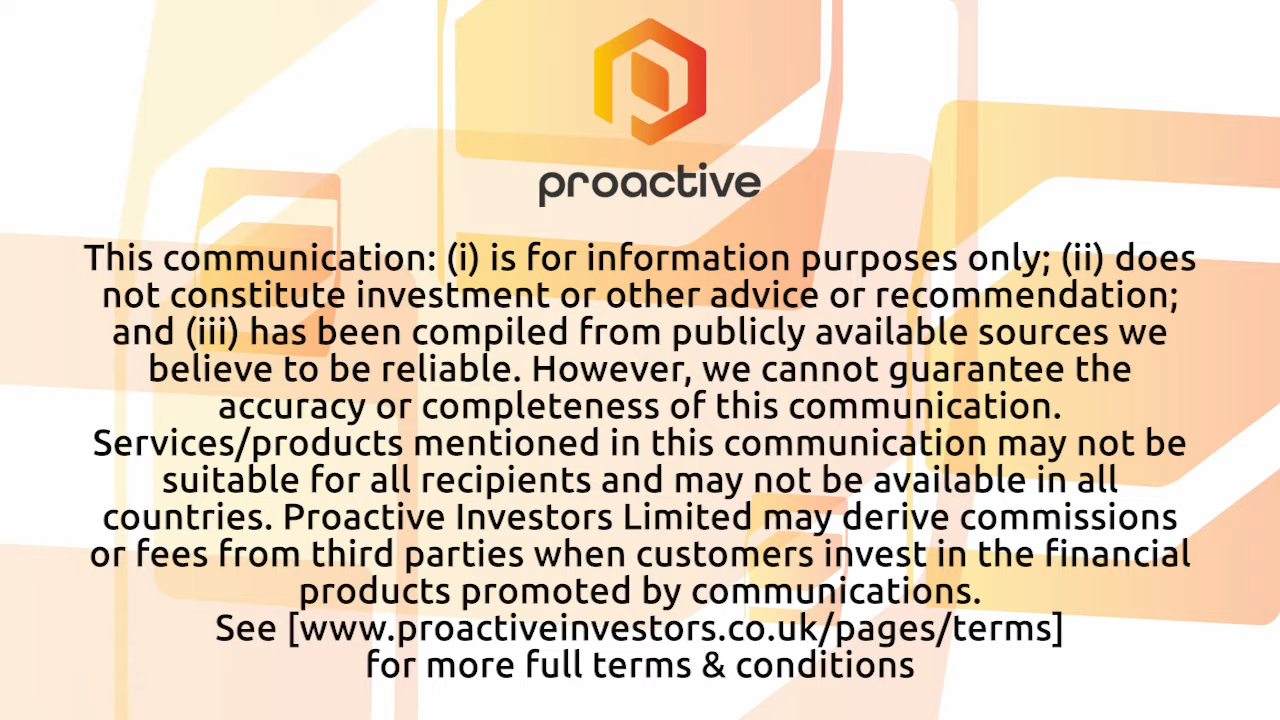 proactive
This communication: (i) is for information purposes only; (ii) does
not constitute investment or other advice or recommendation;
and (iii) has been compiled from publicly available sources we
believe to be reliable. However, we cannot guarantee the
accuracy or completeness of this communication.
Services/products mentioned in this communication may not be
suitable for all recipients and may not be available in all
countries. Proactive Investors Limited may derive commissions
or fees from third parties when customers invest in the financial
products promoted by communications.
See [www.proactiveinvestors.co.uk/pages/terms]
for more full terms & conditions